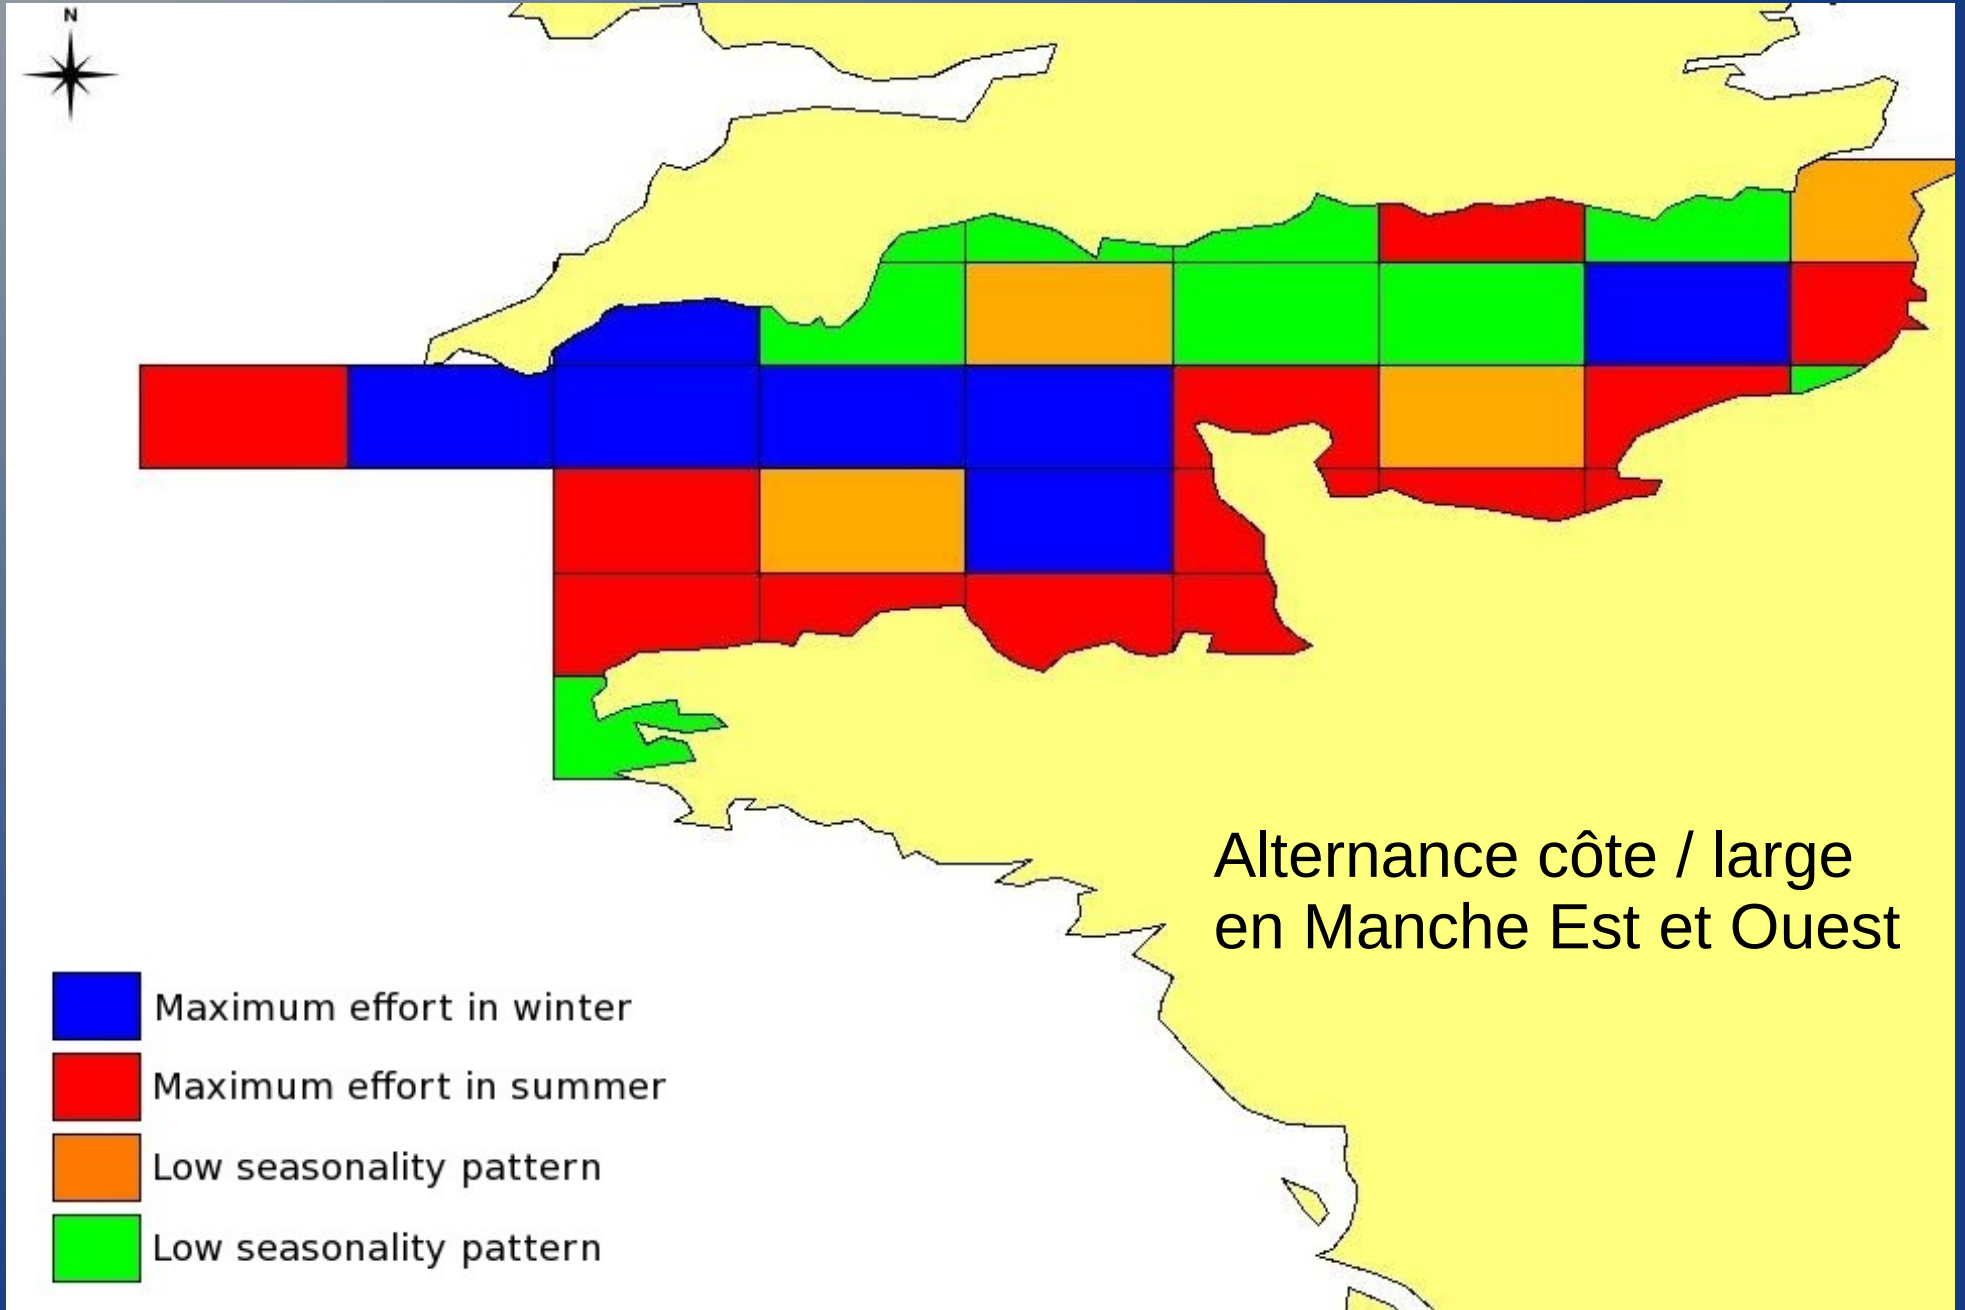 N
Alternance côte / large
en Manche Est et Ouest
Maximum effort in winter
Maximum effort in summer
Low seasonality pattern
Low seasonality pattern